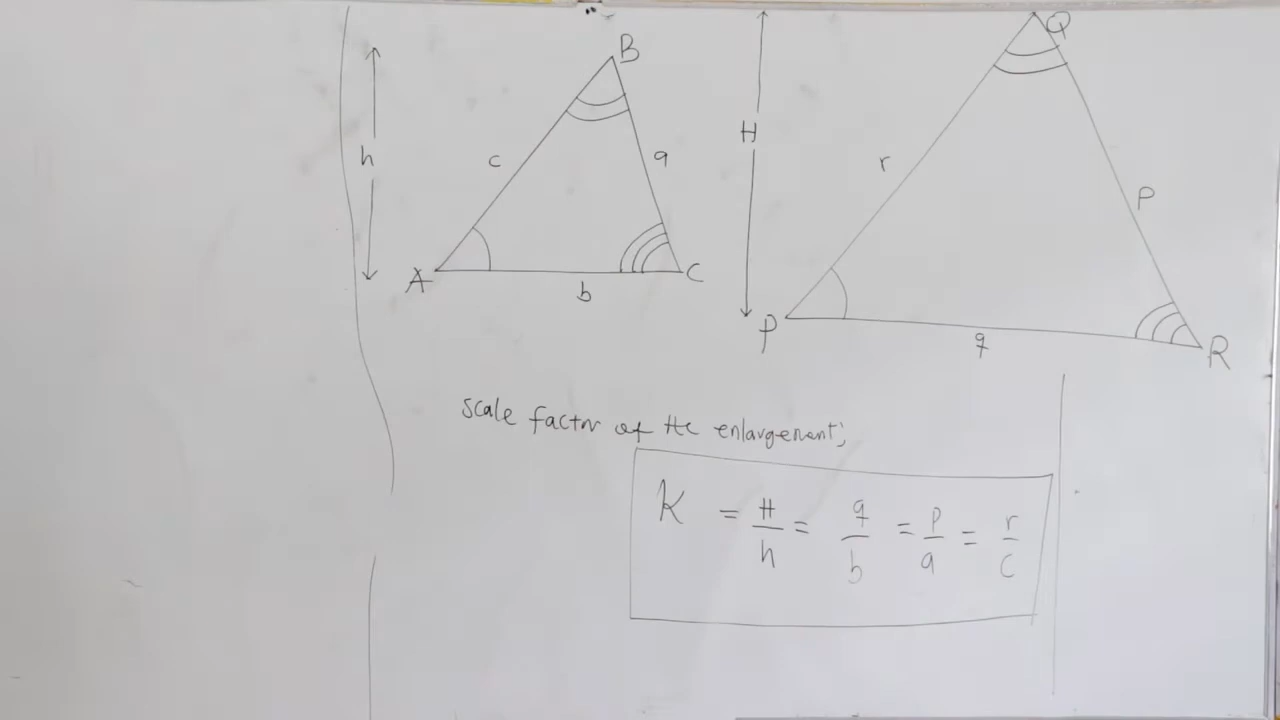 B
Q
h
H
c
a
r
P
A
b
C
P
q
R
scale factor of the enlargement;
K = H/h = q/b = P/a = r/c